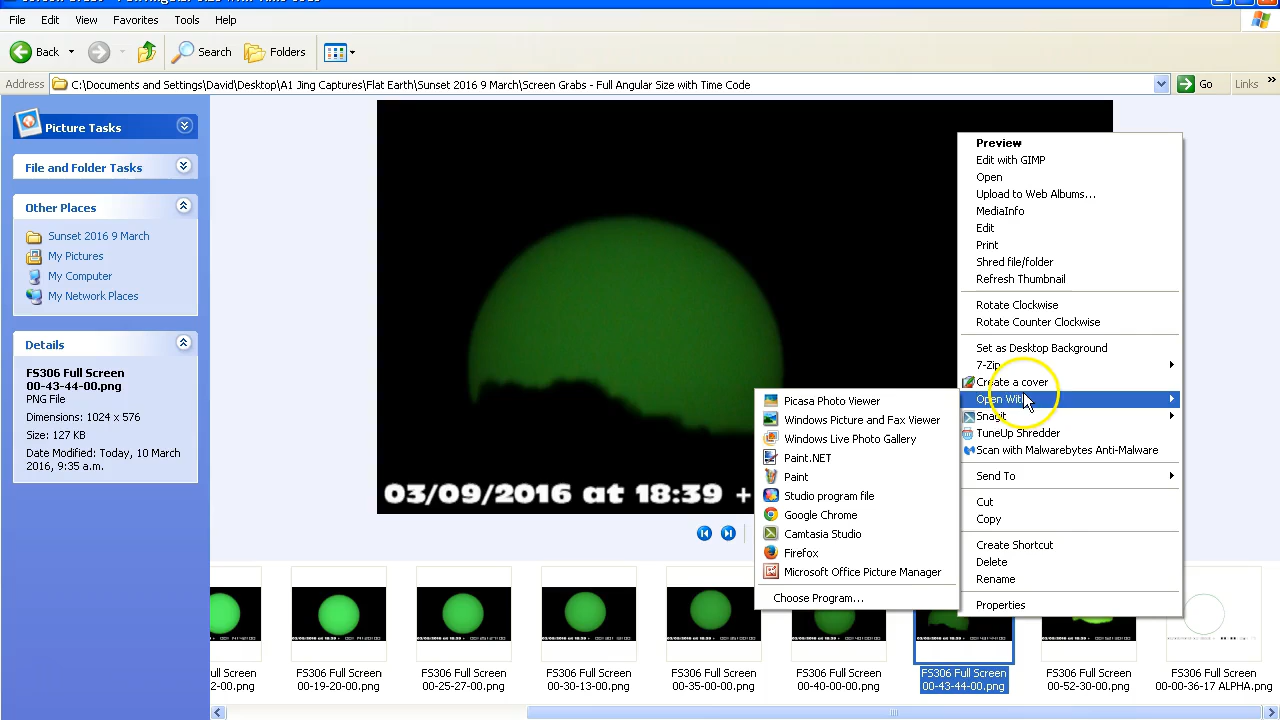 File Edit View Favorites Tools Help
Back Search Folders
Address C:\Documents and Settings\David\Desktop\A1 Jing Captures\Flat Earth\Sunset 2016 9 March\Screen Grabs - Full Angular Size with Time Code Go Links
Picture Tasks
File and Folder Tasks
Other Places
Sunset 2016 9 March
My Pictures
My Computer
My Network Places
Details
FS306 Full Screen
00-43-44-00.png
PNG File
Dimensions: 1024 x 576
Size: 127 KB
Date Modified: Today, 10 March
2016, 9:35 a.m.
03/09/2016 at 18:39 +
Preview
Edit with GIMP
Open
Upload to Web Albums...
MediaInfo
Edit
Print
Shred file/folder
Refresh Thumbnail
Rotate Clockwise
Rotate Counter Clockwise
Set as Desktop Background
7-Zip
Create a cover
Open With
Snagit
TuneUp Shredder
Scan with Malwarebytes Anti-Malware
Send To
Cut
Copy
Create Shortcut
Delete
Rename
Properties
Picasa Photo Viewer
Windows Picture and Fax Viewer
Windows Live Photo Gallery
Paint.NET
Paint
Studio program file
Google Chrome
Camtasia Studio
Firefox
Microsoft Office Picture Manager
Choose Program...
Full Screen
2-00.png
FS306 Full Screen
00-19-20-00.png
FS306 Full Screen
00-25-27-00.png
FS306 Full Screen
00-30-13-00.png
FS306 Full Screen
00-35-00-00.png
FS306 Full Screen
00-40-00-00.png
FS306 Full Screen
00-43-44-00.png
FS306 Full Screen
00-52-30-00.png
FS306 Full Screen
00-00-36-17 ALPHA.png